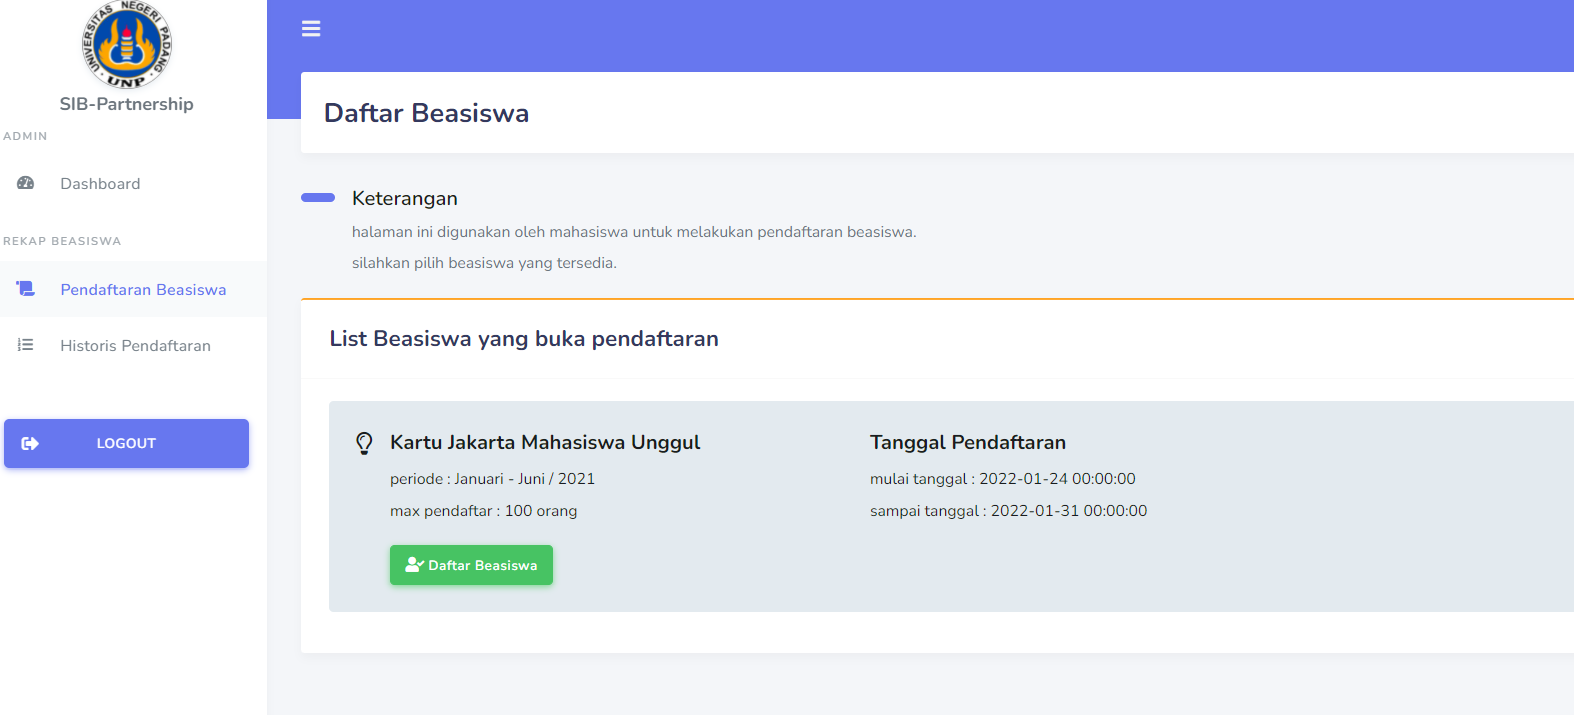 UNIVERSITAS NEGERI PADANG
UNP
SIB-Partnership
ADMIN
Dashboard
REKAP BEASISWA
Pendaftaran Beasiswa
Historis Pendaftaran
LOGOUT
Daftar Beasiswa
Keterangan
halaman ini digunakan oleh mahasiswa untuk melakukan pendaftaran beasiswa.
silahkan pilih beasiswa yang tersedia.
List Beasiswa yang buka pendaftaran
Kartu Jakarta Mahasiswa Unggul
periode : Januari - Juni / 2021
max pendaftar : 100 orang
Daftar Beasiswa
Tanggal Pendaftaran
mulai tanggal : 2022-01-24 00:00:00
sampai tanggal : 2022-01-31 00:00:00